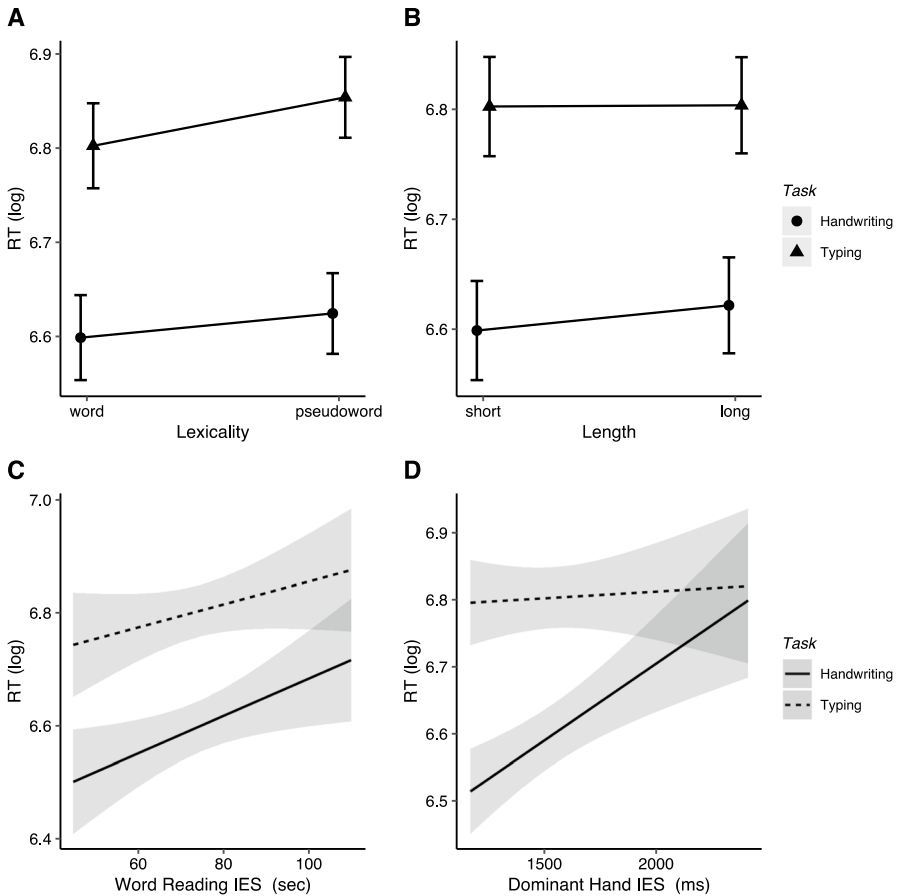 A
6.9
6.8
6.7
6.6
RT (log)
word
pseudoword
Lexicality
B
6.8
6.7
6.6
RT (log)
short
long
Length
Task
Handwriting
Typing
C
7.0
6.8
6.6
6.4
RT (log)
60
80
100
Word Reading IES (sec)
D
6.9
6.8
6.7
6.6
6.5
RT (log)
1500
2000
Dominant Hand IES (ms)
Task
Handwriting
Typing